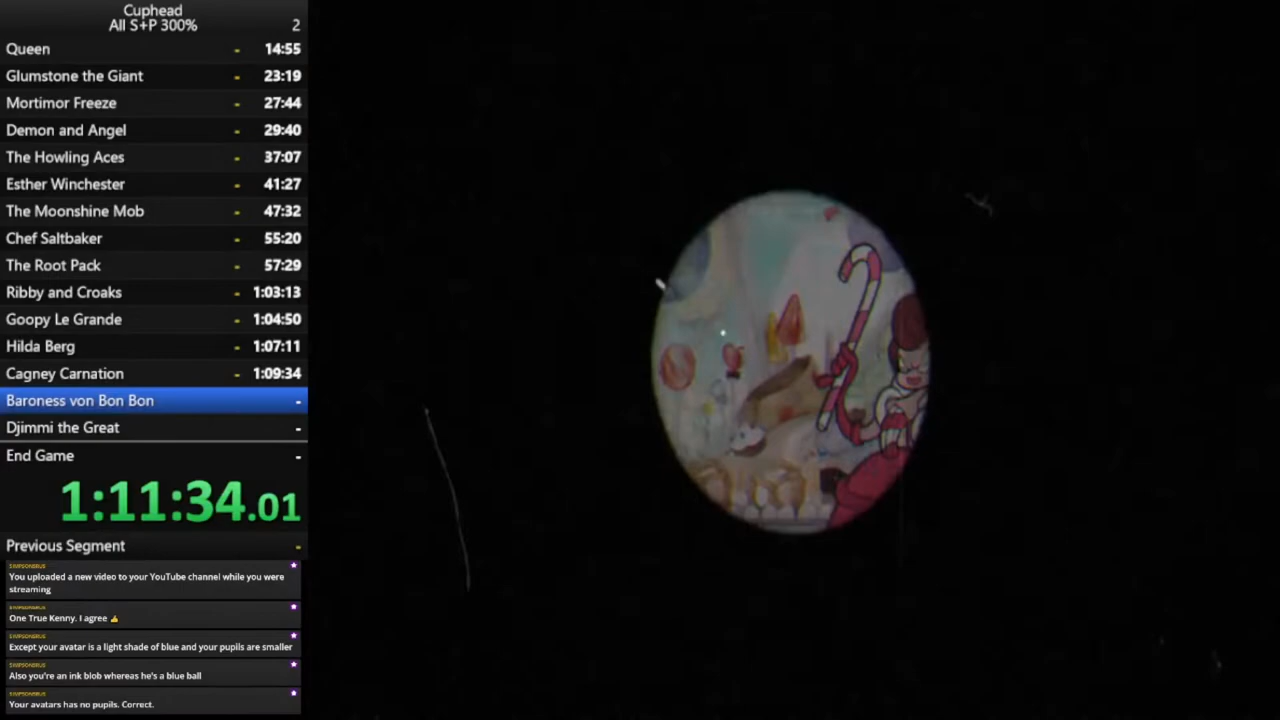 Cuphead
All S+P 300% 2
Queen - 14:55
Glumstone the Giant - 23:19
Mortimor Freeze - 27:44
Demon and Angel - 29:40
The Howling Aces - 37:07
Esther Winchester - 41:27
The Moonshine Mob - 47:32
Chef Saltbaker - 55:20
The Root Pack - 57:29
Ribby and Croaks - 1:03:13
Goopy Le Grande - 1:04:50
Hilda Berg - 1:07:11
Cagney Carnation - 1:09:34
Baroness von Bon Bon -
Djimmi the Great -
End Game -
1:11:34.01
Previous Segment -
You uploaded a new video to your YouTube channel while you were
streaming
One True Kenny. I agree
Except your avatar is a light shade of blue and your pupils are smaller
Also you're an ink blob whereas he's a blue ball
Your avatars has no pupils. Correct.